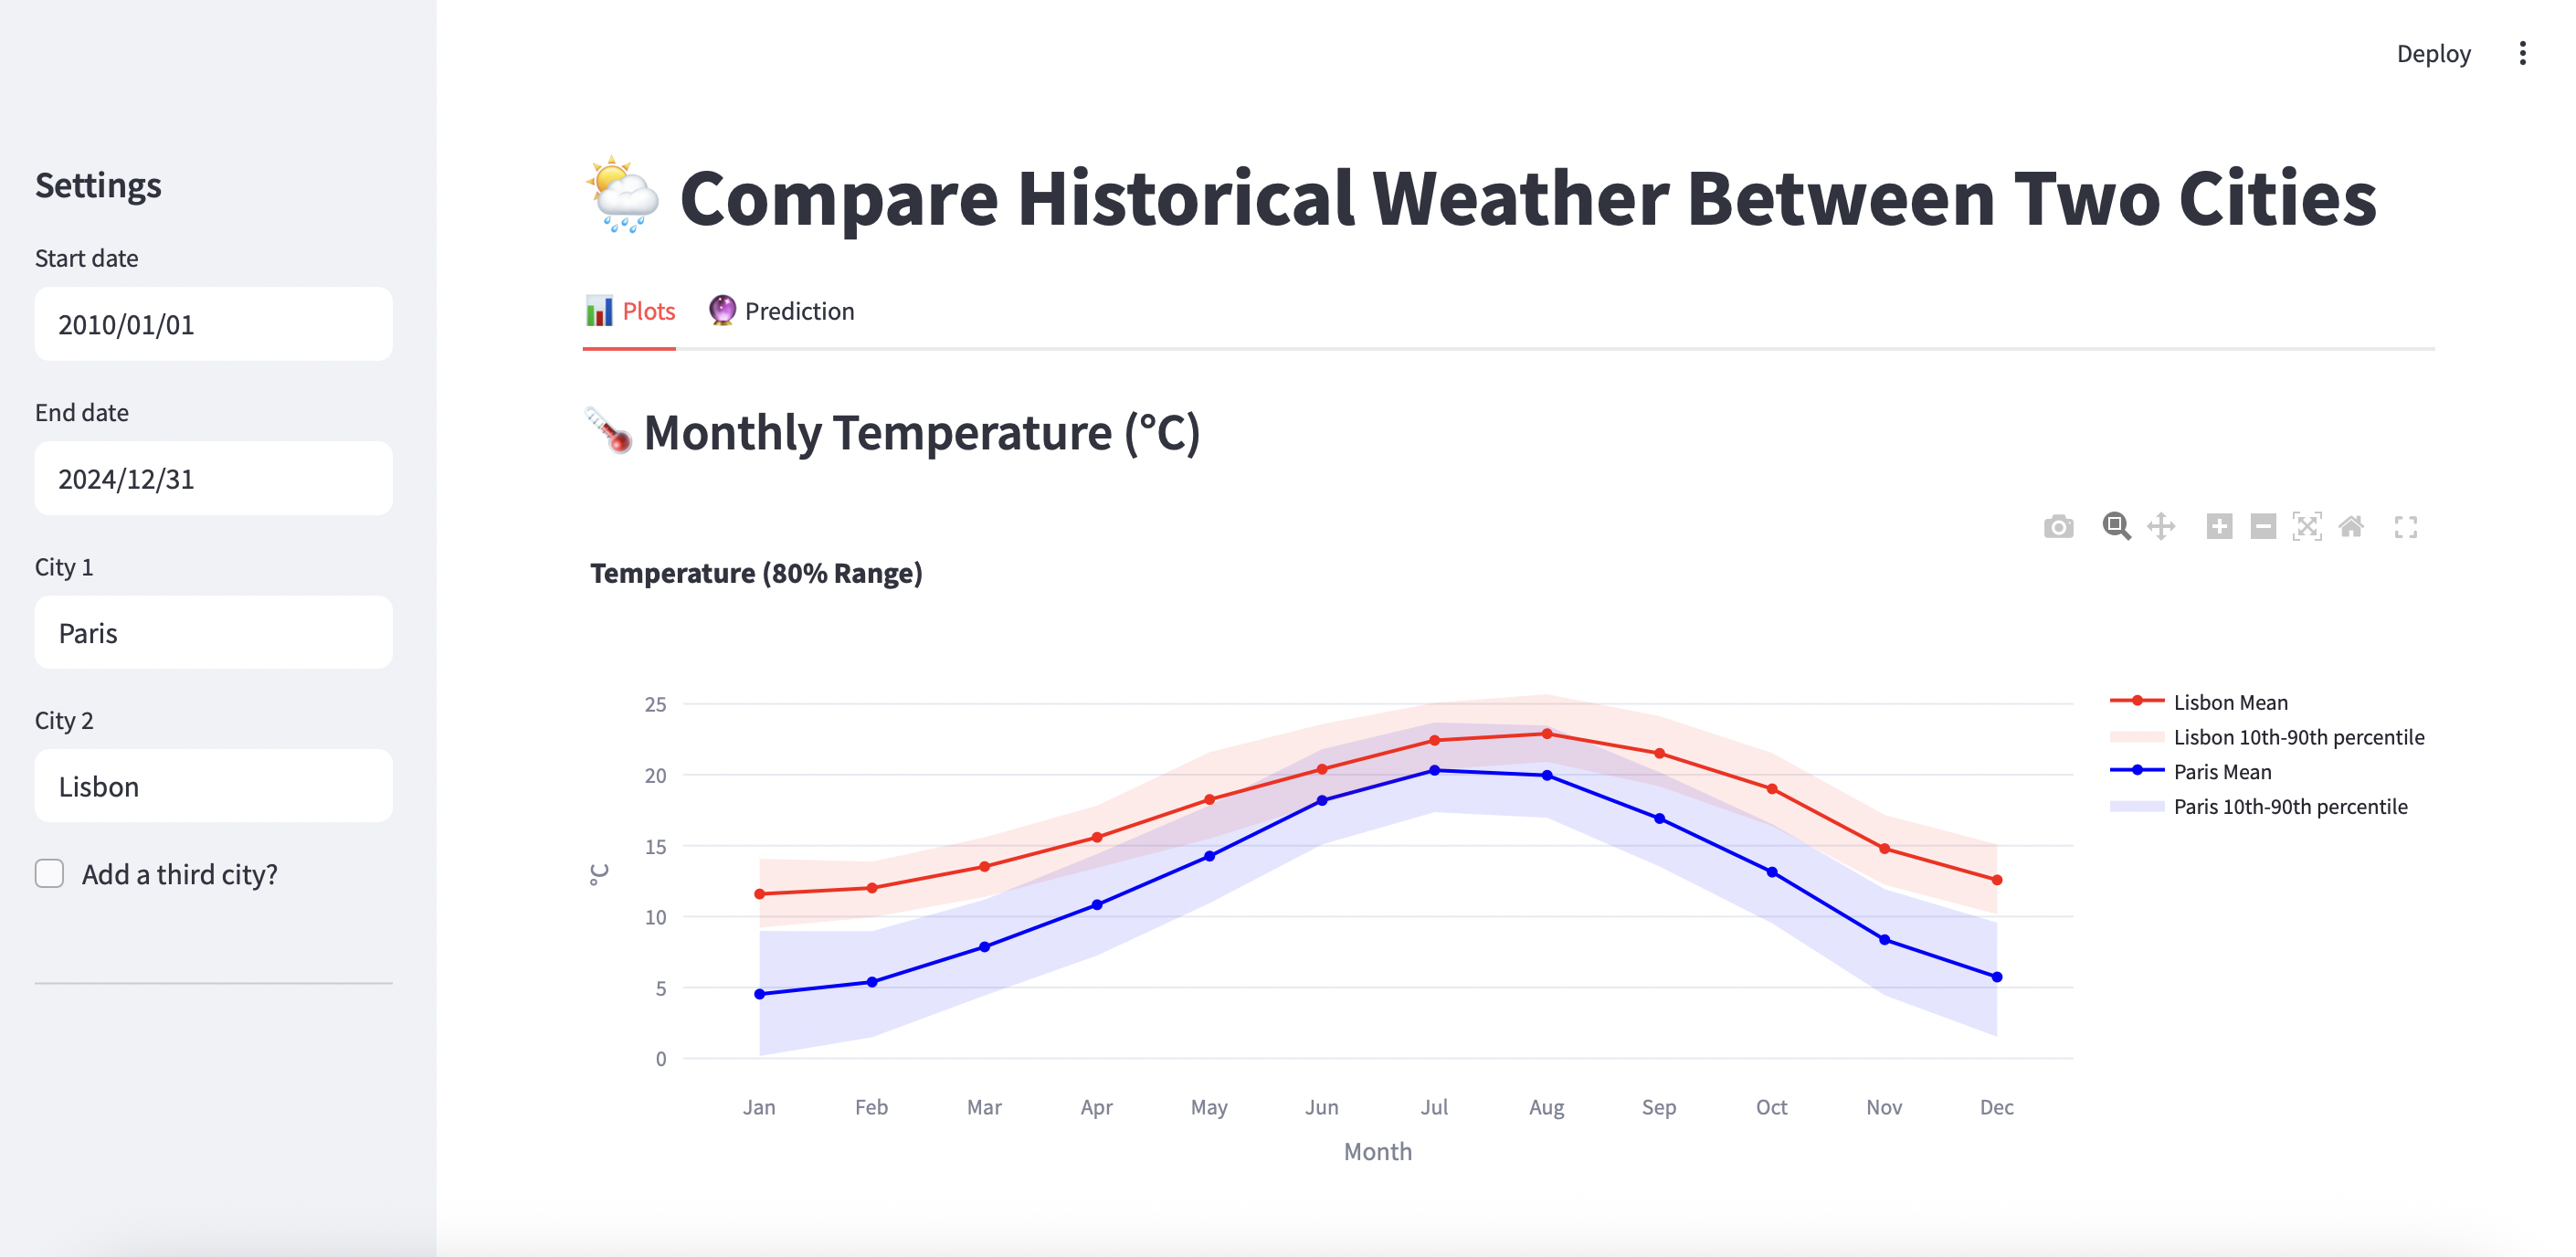 Deploy
Settings
Start date
2010/01/01
End date
2024/12/31
City 1
Paris
City 2
Lisbon
Add a third city?
Compare Historical Weather Between Two Cities
Plots
Prediction
Monthly Temperature (°C)
Temperature (80% Range)
25
20
15
10
5
0
°C
Jan Feb Mar Apr May Jun Jul Aug Sep Oct Nov Dec
Month
Lisbon Mean
Lisbon 10th-90th percentile
Paris Mean
Paris 10th-90th percentile